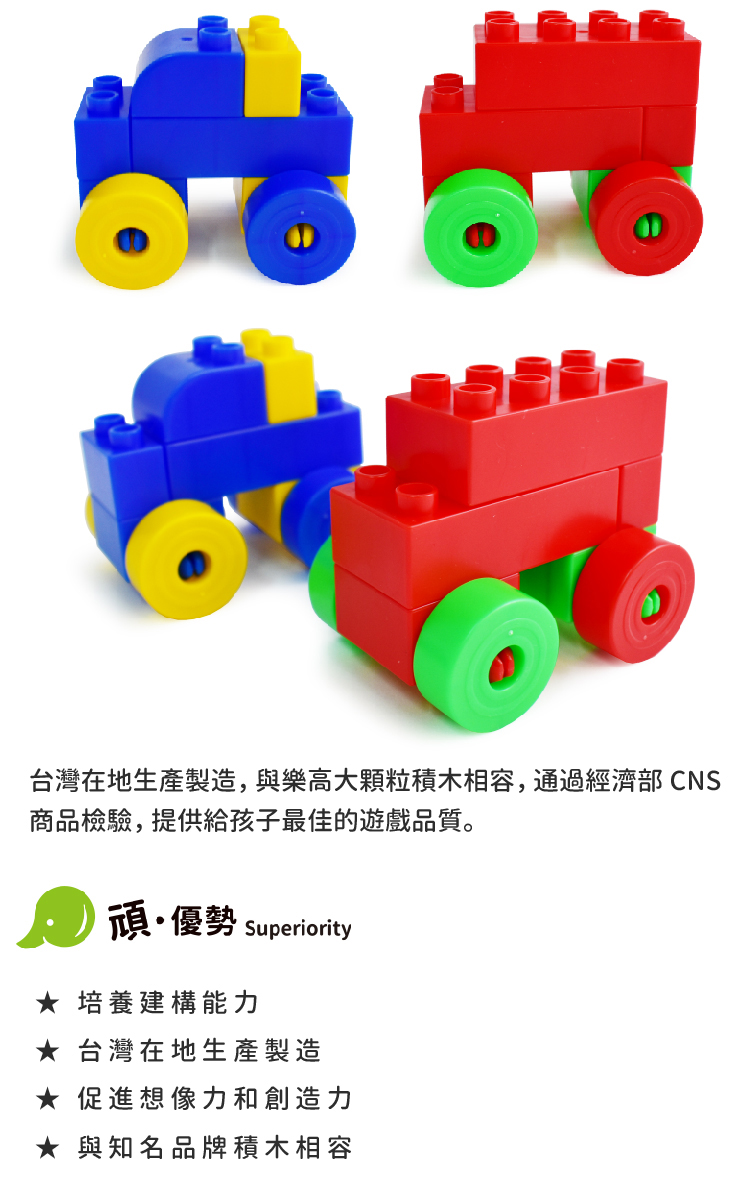 台灣在地生產製造，與樂高大顆粒積木相容，通過經濟部 CNS
商品檢驗，提供給孩子最佳的遊戲品質。
頑·優勢 Superiority
★ 培養建構能力
★ 台灣在地生產製造
★ 促進想像力和創造力
★ 與知名品牌積木相容